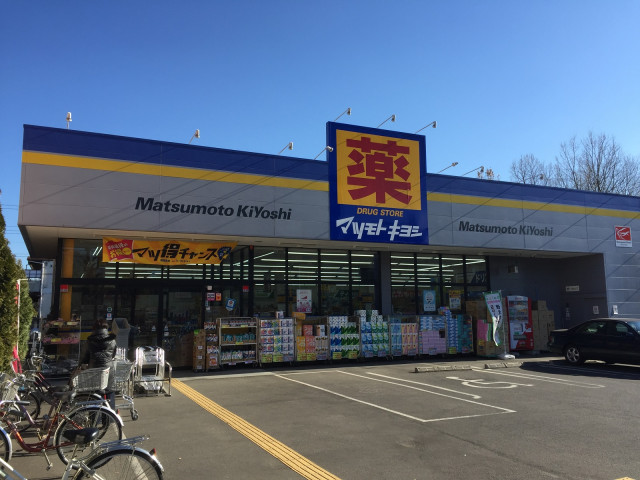 薬
DRUG STORE
マツモト キヨシ
Matsumoto KiYoshi
Matsumoto KiYoshi
マツ得チャンス